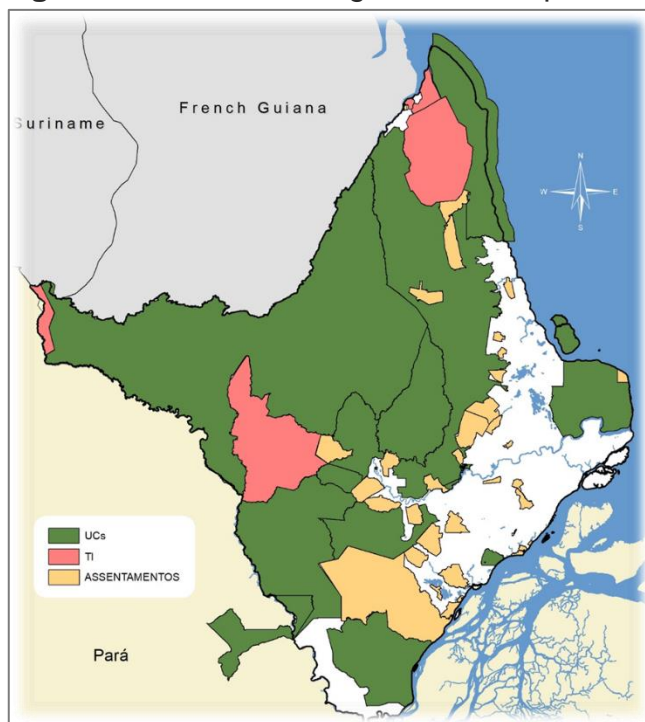 French Guiana
Suriname
N
W E
S
UCs
TI
ASSENTAMENTOS
Pará